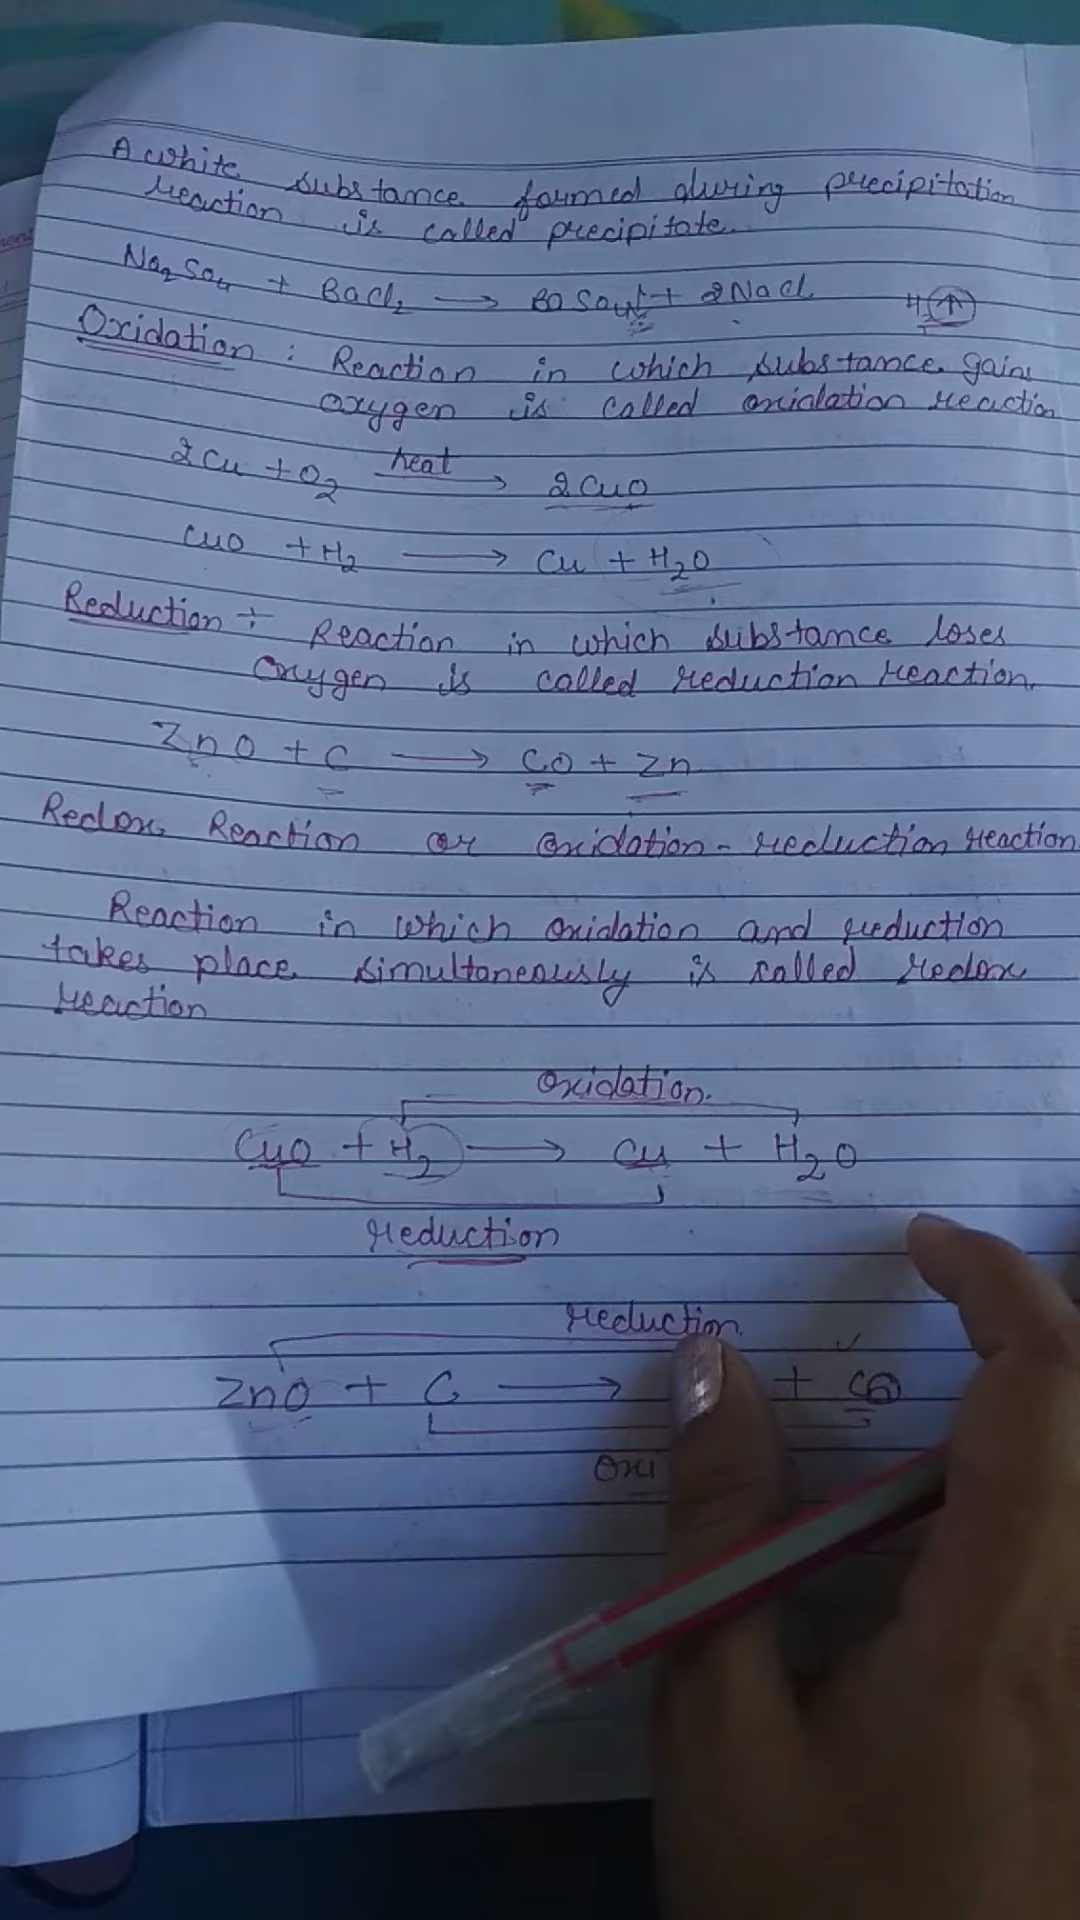 A white substance formed during precipitation
reaction is called precipitate.
Na₂SO₄ + BaCl₂ → BaSO₄↓ + 2NaCl
Oxidation : Reaction in which substance gains
oxygen is called oxidation reaction
2Cu + O₂ heat → 2CuO
CuO + H₂ → Cu + H₂O
Reduction ÷ Reaction in which substance loses
oxygen is called reduction reaction.
ZnO + C → CO + Zn
Redox Reaction or oxidation - reduction reaction
Reaction in which oxidation and reduction
takes place simultaneously is called redox
reaction
oxidation.
CuO + H₂ → Cu + H₂O
reduction
reduction.
ZnO + C → + CO
oxi